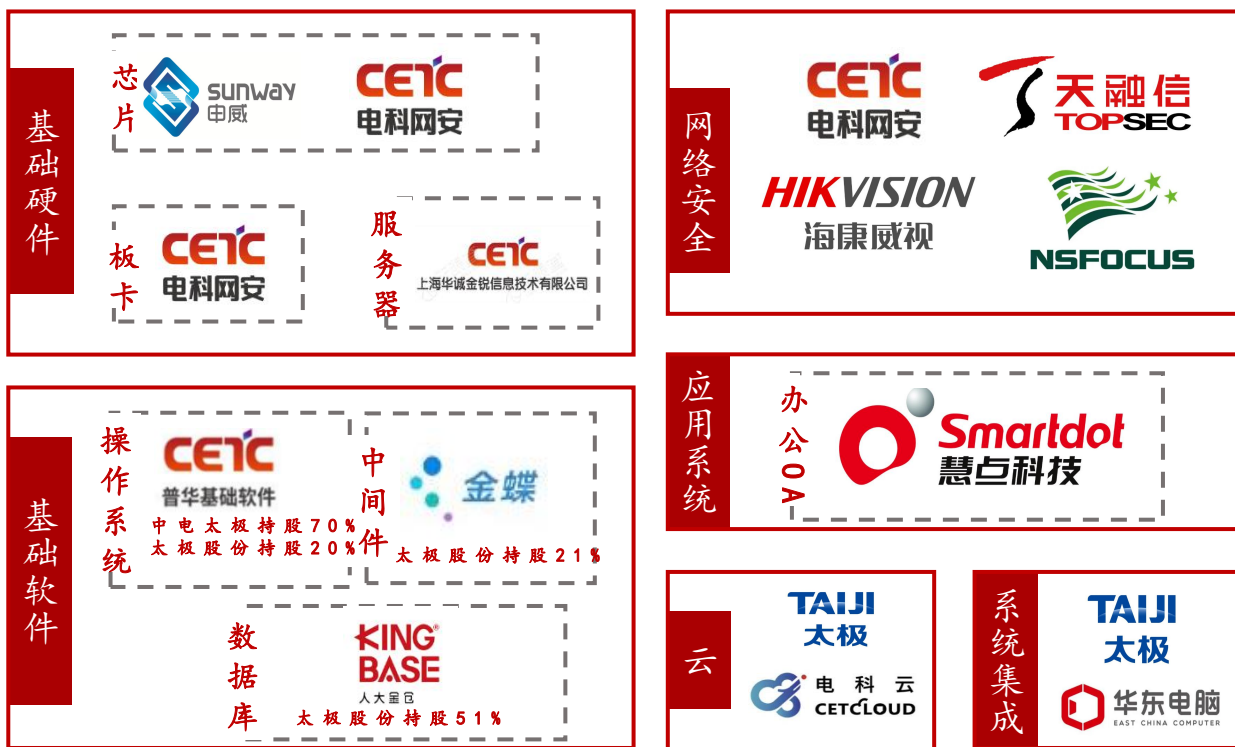 基础硬件
芯片
sunway
申威
CETC
电科网安
板卡
CETC
电科网安
服务器
CETC
上海华诚金锐信息技术有限公司
基础软件
操作系统
CETC
普华基础软件
中电太极持股70%
太极股份持股20%
中间件
金蝶
太极股份持股21%
数据库
KING
BASE
人大金仓
太极股份持股51%
网络安全
CETC
电科网安
天融信
TOPSEC
HIKVISION
海康威视
NSFOCUS
应用系统
办公OA
Smartdot
慧点科技
云
TAIJI
太极
电科云
CETCLOUD
系统集成
TAIJI
太极
华东电脑
EAST CHINA COMPUTER